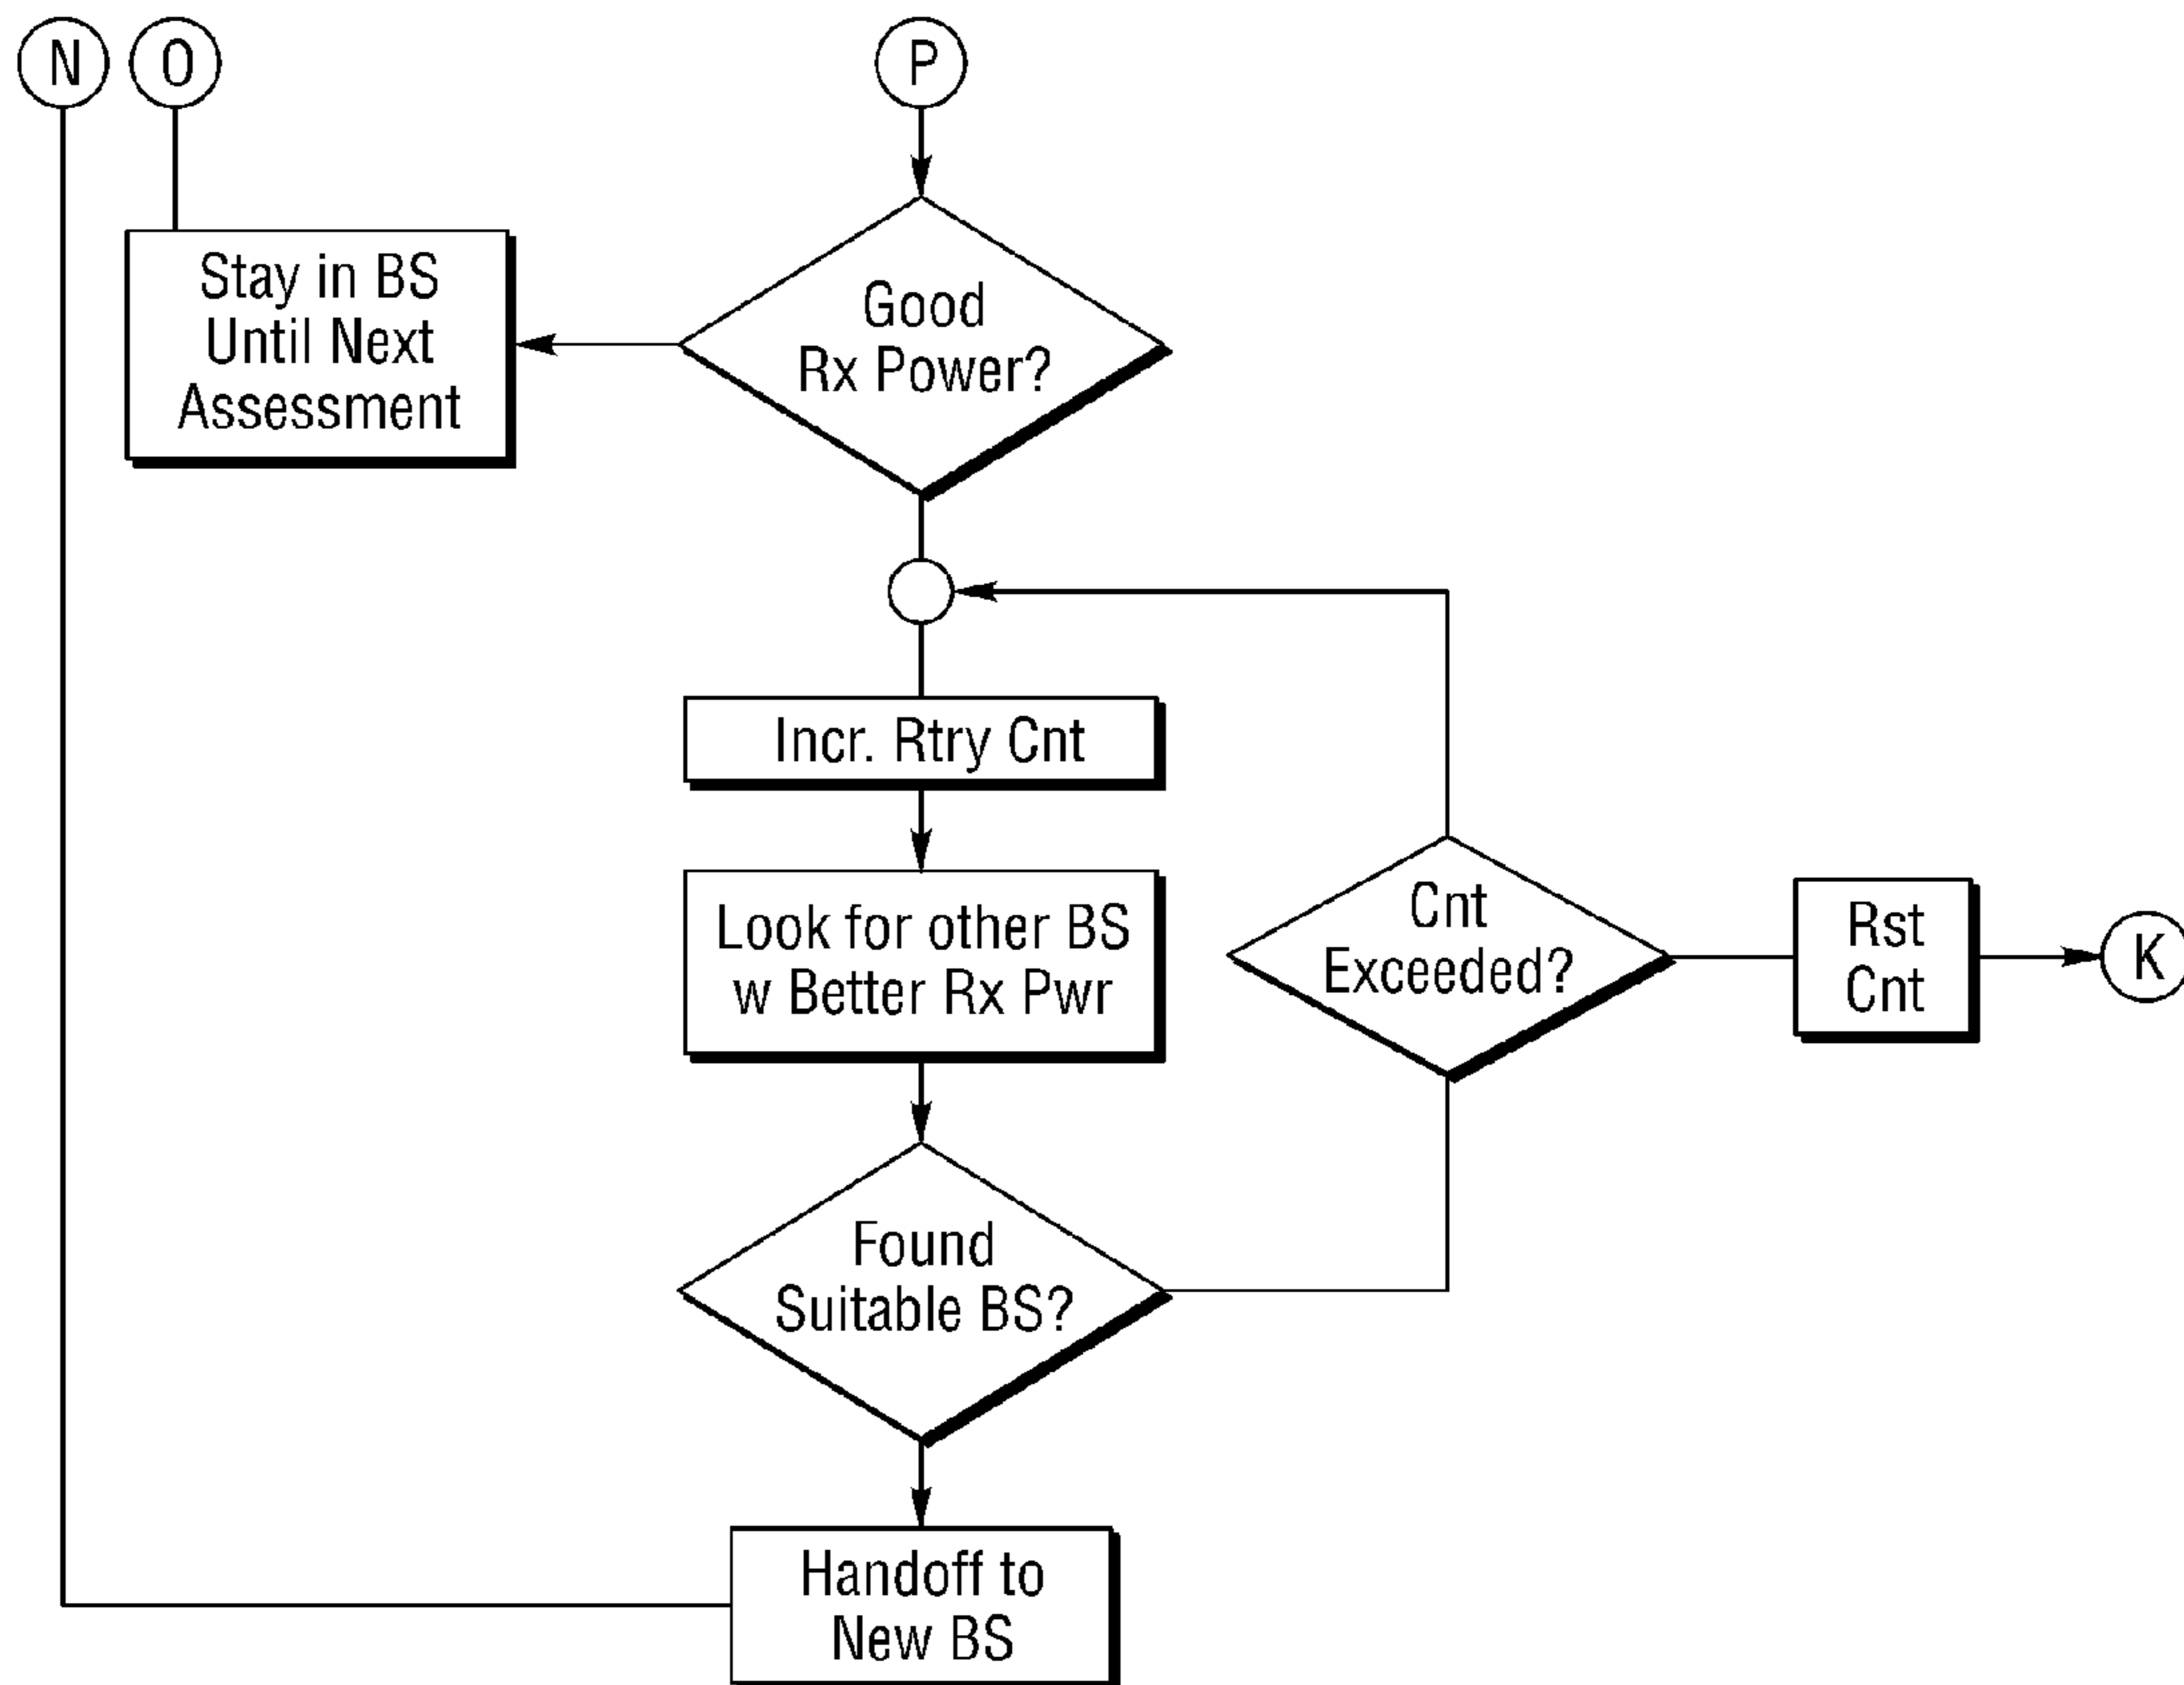 N
O
P
Stay in BS
Until Next
Assessment
Good
Rx Power?
Incr. Rtry Cnt
Look for other BS
w Better Rx Pwr
Cnt
Exceeded?
Rst
Cnt
K
Found
Suitable BS?
Handoff to
New BS